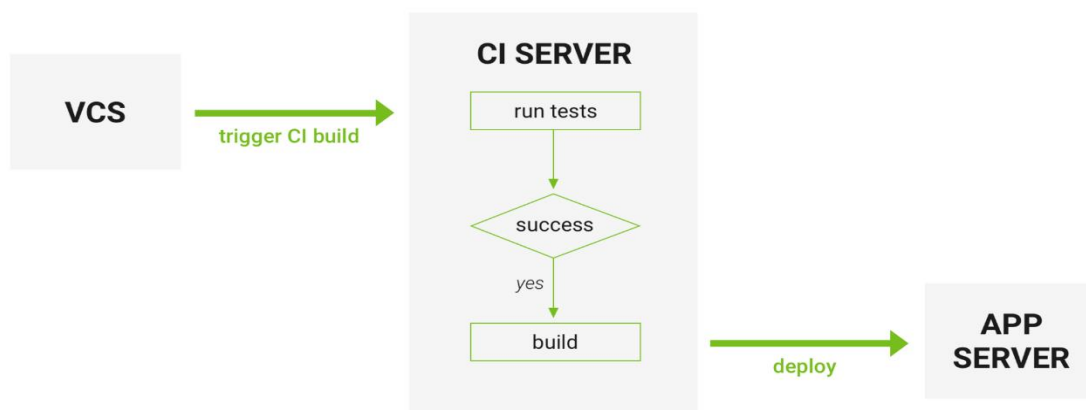 VCS
trigger CI build
CI SERVER
run tests
success
yes
build
deploy
APP
SERVER